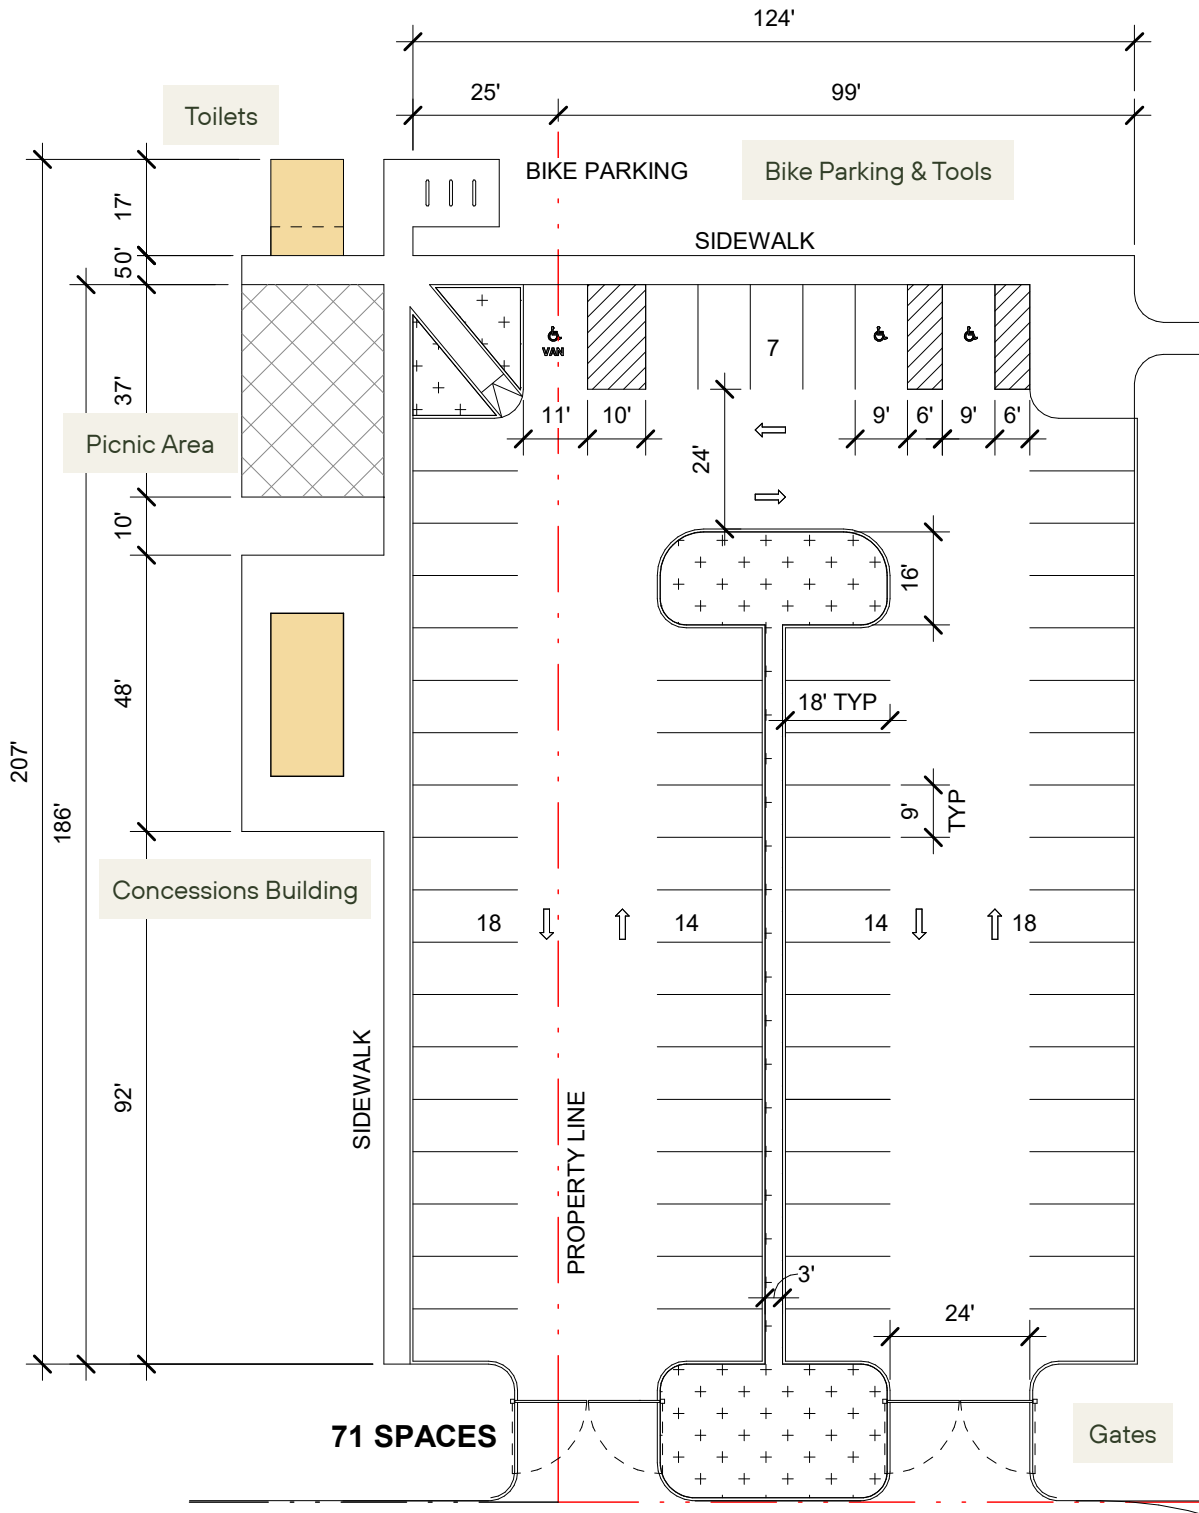 124'
25'
99'
Toilets
BIKE PARKING
Bike Parking & Tools
17'
SIDEWALK
50'
VAN
7
37'
11'
10'
9'
6'
9'
6'
Picnic Area
24'
10'
16'
48'
18' TYP
207'
186'
9'
TYP
Concessions Building
18
14
14
18
SIDEWALK
92'
PROPERTY LINE
3'
24'
71 SPACES
Gates